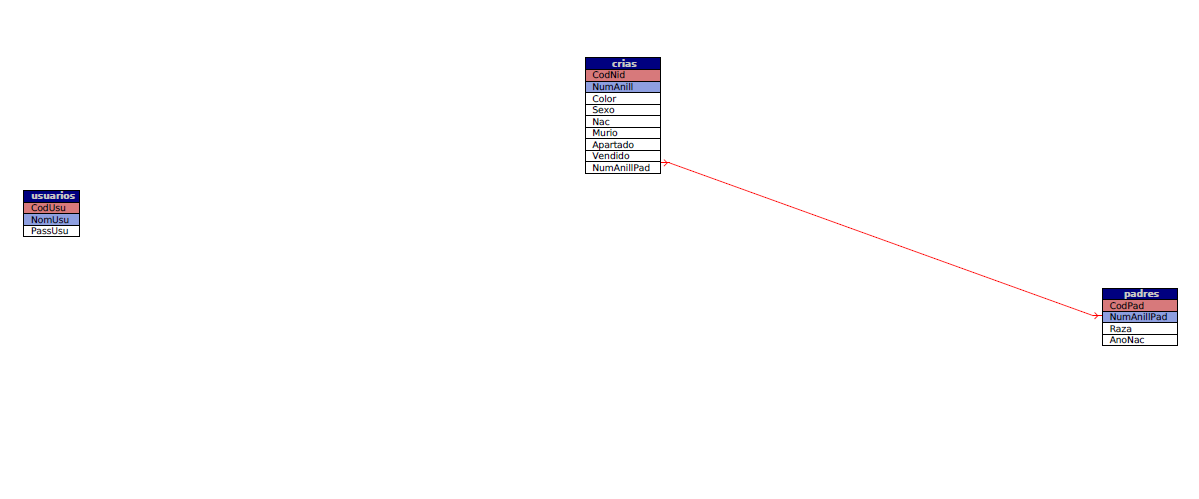 crias
CodNid
NumAnill
Color
Sexo
Nac
Murio
Apartado
Vendido
NumAnillPad
usuarios
CodUsu
NomUsu
PassUsu
padres
CodPad
NumAnillPad
Raza
AnoNac